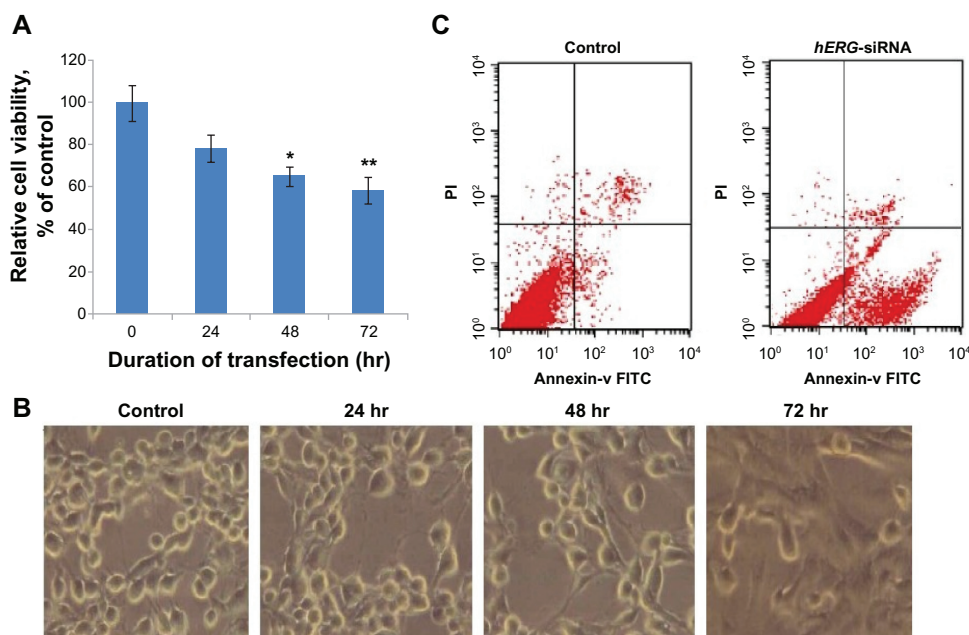 A
Relative cell viability,
% of control
120
100
80
60
40
20
0
*
**
0 24 48 72
Duration of transfection (hr)
C
Control
PI
10⁴
10³
10²
10¹
10⁰
10⁰ 10¹ 10² 10³ 10⁴
Annexin-v FITC
hERG-siRNA
PI
10⁴
10³
10²
10¹
10⁰
10⁰ 10¹ 10² 10³ 10⁴
Annexin-v FITC
B
Control 24 hr 48 hr 72 hr